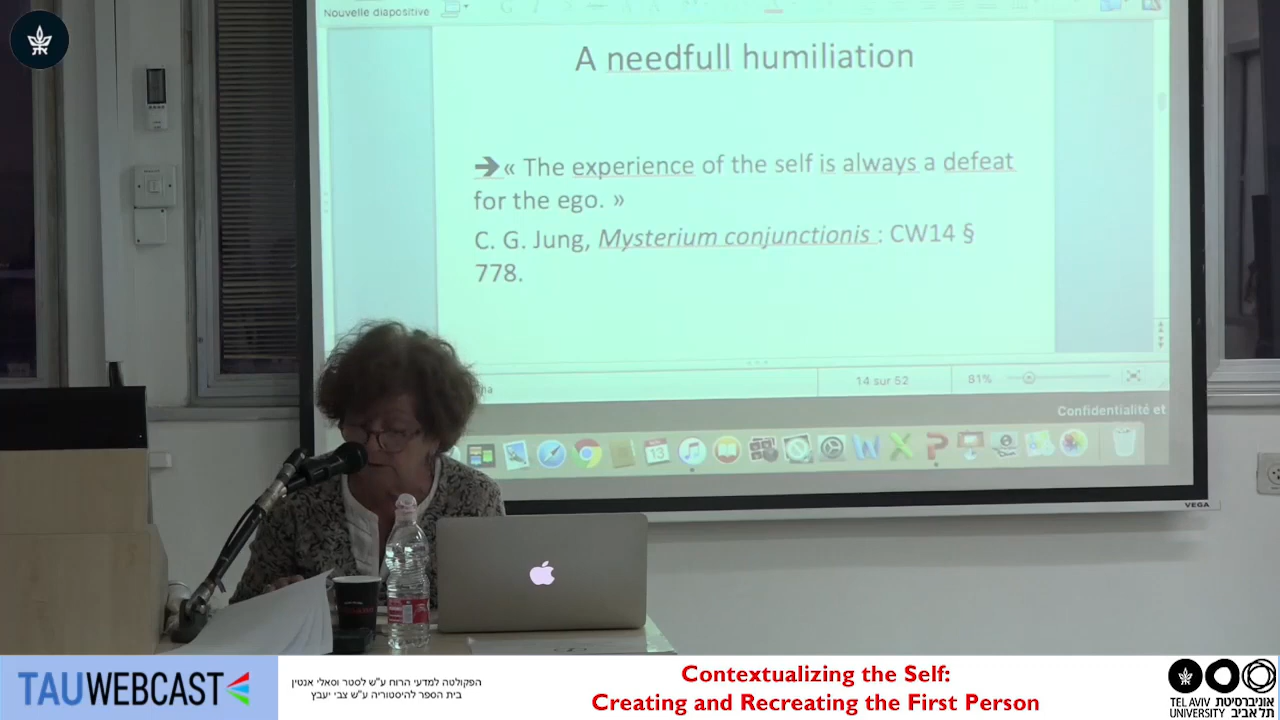 Nouvelle diapositive
A needfull humiliation
➔ « The experience of the self is always a defeat
for the ego. »
C. G. Jung, Mysterium conjunctionis : CW14 §
778.
14 sur 52
81%
Confidentialité et
13
VEGA
TAUWEBCAST
הפקולטה למדעי הרוח ע"ש לסטר וסאלי אנטין
בית הספר להיסטוריה ע"ש צבי יעבץ
Contextualizing the Self:
Creating and Recreating the First Person
TEL AVIV אוניברסיטת
UNIVERSITY תל אביב